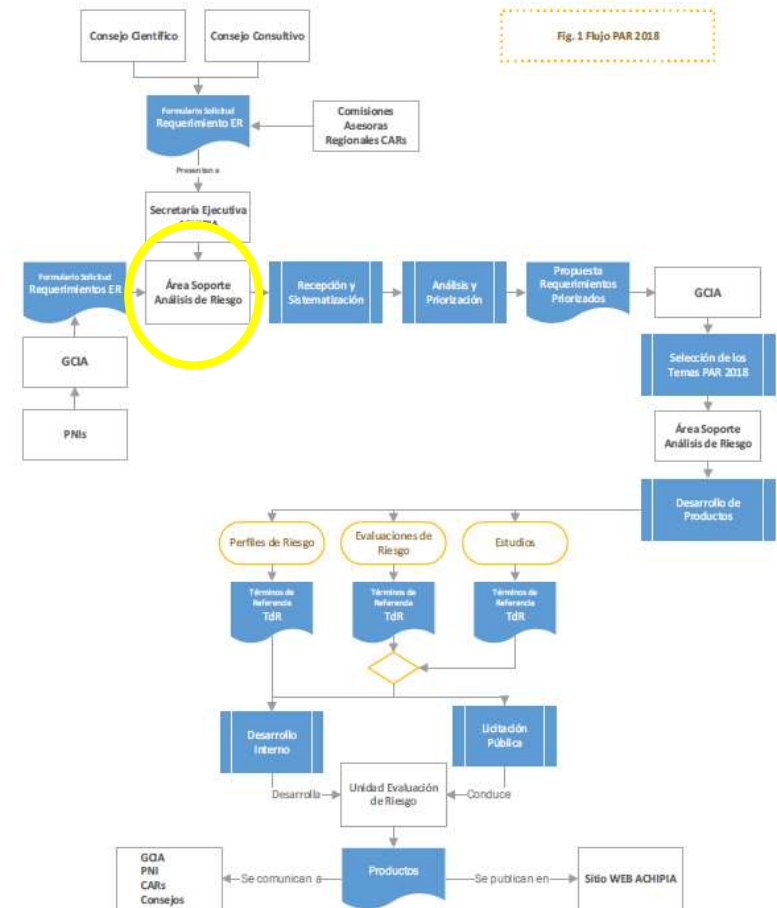 Fig. 1 Flujo PAR 2018
Consejo Científico
Consejo Consultivo
Formulario Solicitud
Requerimiento ER
Comisiones
Asesoras
Regionales CARs
Presentan a
Secretaría Ejecutiva
Formulario Solicitud
Requerimientos ER
Área Soporte
Análisis de Riesgo
Recepción y
Sistematización
Análisis y
Priorización
Propuesta
Requerimientos
Priorizados
GCIA
GCIA
PNIs
Selección de los
Temas PAR 2018
Área Soporte
Análisis de Riesgo
Desarrollo de
Productos
Perfiles de Riesgo
Evaluaciones de
Riesgo
Estudios
Términos de
Referencia
TdR
Términos de
Referencia
TdR
Términos de
Referencia
TdR
Desarrollo
Interno
Licitación
Pública
Desarrolla
Unidad Evaluación
de Riesgo
Conduce
GCIA
PNI
CARs
Consejos
Se comunican a
Productos
Se publican en
Sitio WEB ACHIPIA